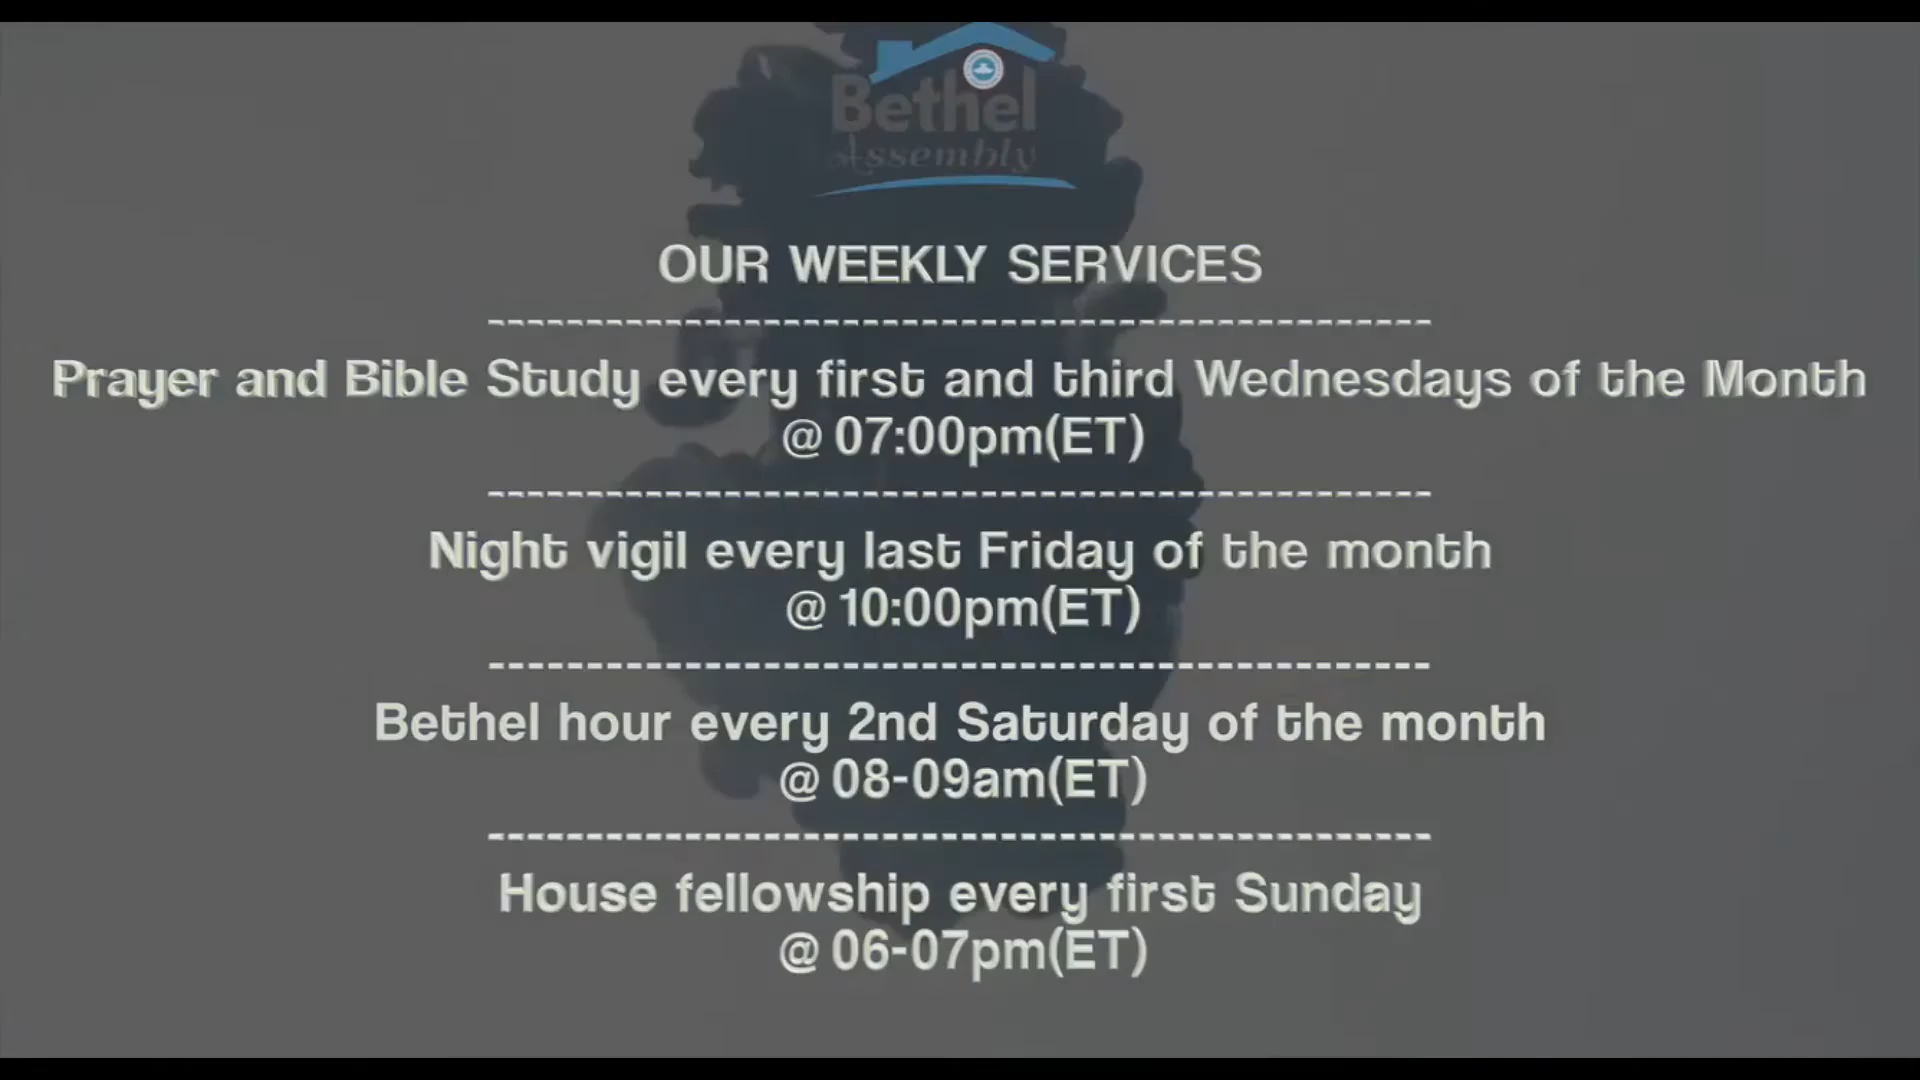 Bethel
Assembly
OUR WEEKLY SERVICES
------------------------------------------------
Prayer and Bible Study every first and third Wednesdays of the Month
@ 07:00pm(ET)
------------------------------------------------
Night vigil every last Friday of the month
@ 10:00pm(ET)
------------------------------------------------
Bethel hour every 2nd Saturday of the month
@ 08-09am(ET)
------------------------------------------------
House fellowship every first Sunday
@ 06-07pm(ET)